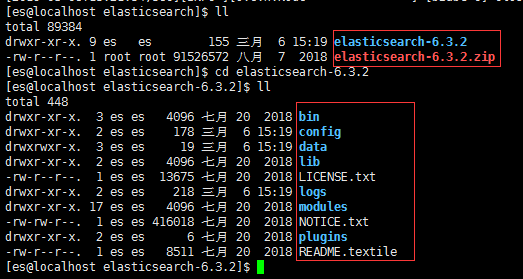 [es@localhost elasticsearch]$ ll
total 89384
drwxr-xr-x. 9 es   es        155 三月   6 15:19 elasticsearch-6.3.2
-rw-r--r--. 1 root root 91526572 八月   7  2018 elasticsearch-6.3.2.zip
[es@localhost elasticsearch]$ cd elasticsearch-6.3.2
[es@localhost elasticsearch-6.3.2]$ ll
total 448
drwxr-xr-x.  3 es es   4096 七月  20  2018 bin
drwxr-xr-x.  2 es es    178 三月   6 15:19 config
drwxrwxr-x.  3 es es     19 三月   6 15:19 data
drwxr-xr-x.  2 es es   4096 七月  20  2018 lib
-rw-r--r--.  1 es es  13675 七月  20  2018 LICENSE.txt
drwxr-xr-x.  2 es es    218 三月   6 15:19 logs
drwxr-xr-x. 17 es es   4096 七月  20  2018 modules
-rw-rw-r--.  1 es es 416018 七月  20  2018 NOTICE.txt
drwxr-xr-x.  2 es es      6 七月  20  2018 plugins
-rw-r--r--.  1 es es   8511 七月  20  2018 README.textile
[es@localhost elasticsearch-6.3.2]$